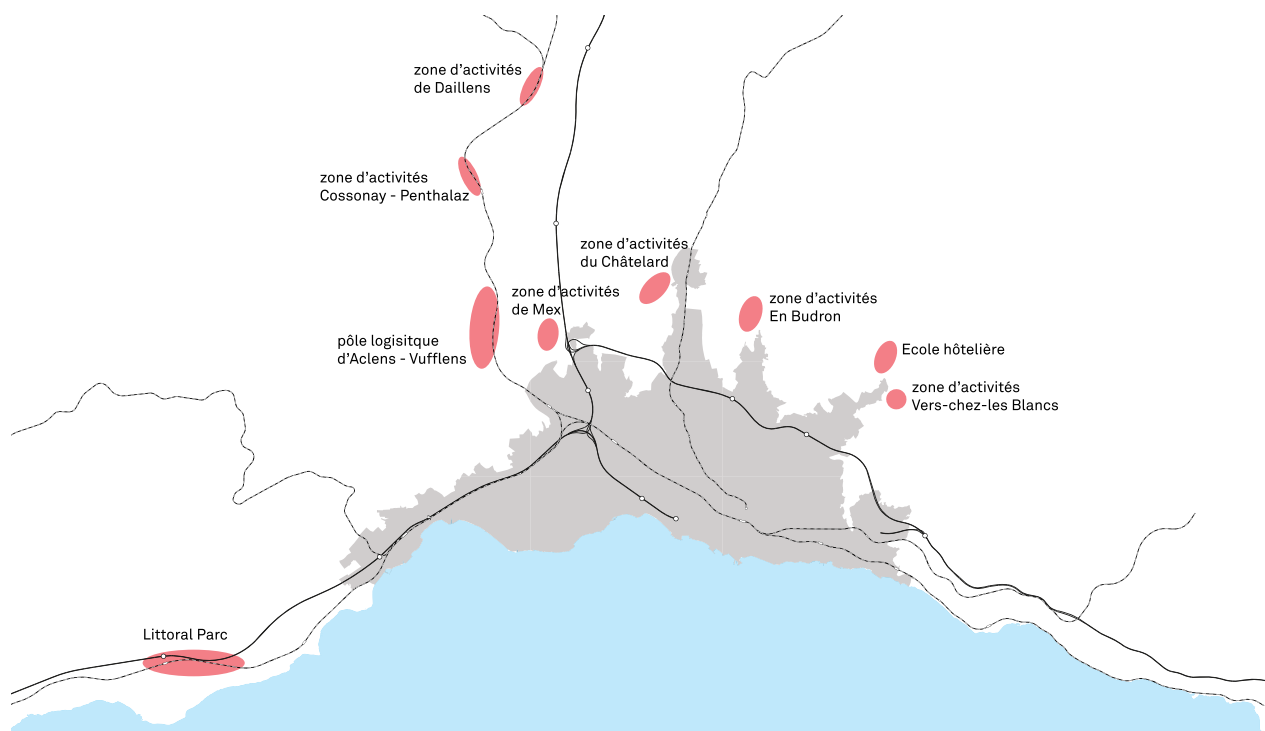 zone d'activités
de Daillens
zone d'activités
Cossonay - Penthalaz
zone d'activités
du Châtelard
zone d'activités
de Mex
zone d'activités
En Budron
pôle logisitque
d'Aclens - Vufflens
Ecole hôtelière
zone d'activités
Vers-chez-les Blancs
Littoral Parc